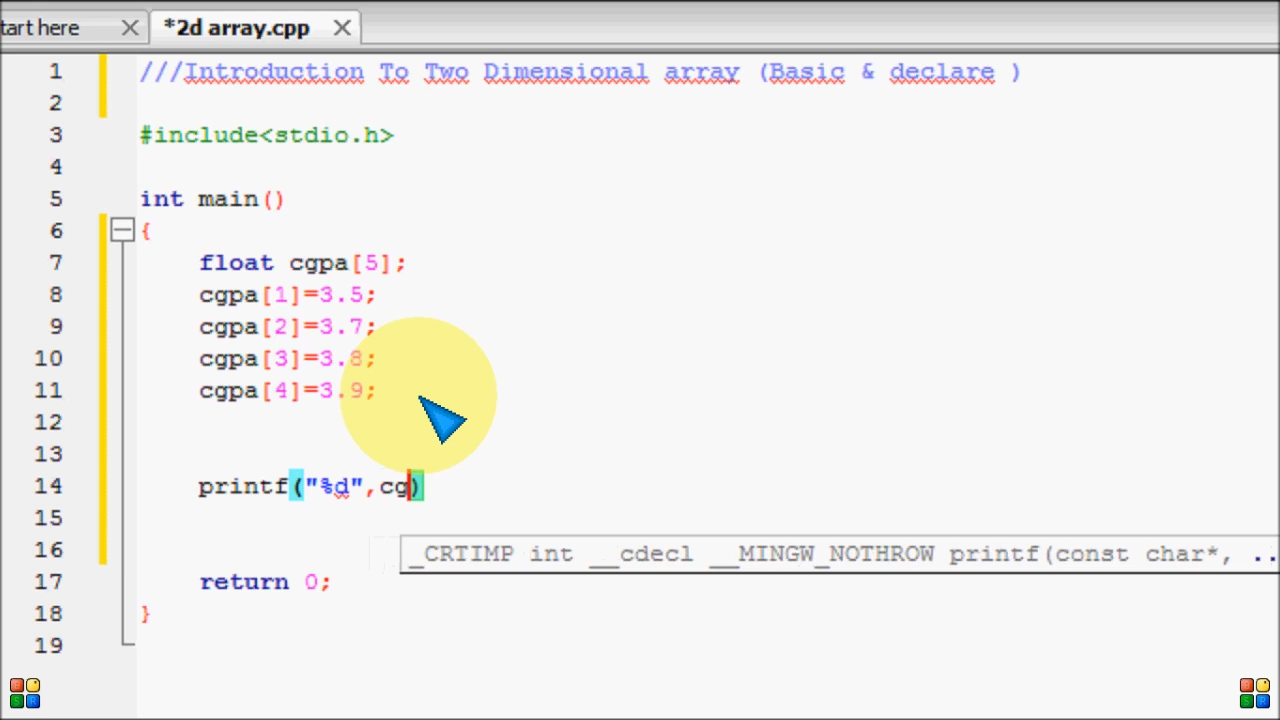 tart here
*2d array.cpp
1 ///Introduction To Two Dimensional array (Basic & declare )
2
3 #include<stdio.h>
4
5 int main()
6 {
7 float cgpa[5];
8 cgpa[1]=3.5;
9 cgpa[2]=3.7;
10 cgpa[3]=3.8;
11 cgpa[4]=3.9;
12
13
14 printf("%d",cg)
15
16 _CRTIMP int __cdecl __MINGW_NOTHROW printf(const char*, ..
17 return 0;
18 }
19